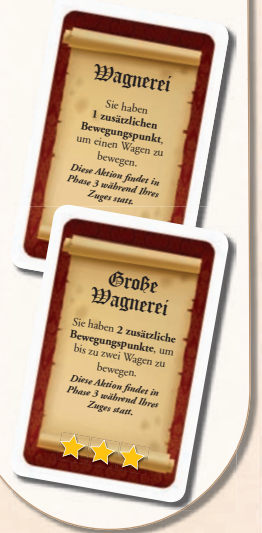 Wagnerei
Sie haben
1 zusätzlichen
Bewegungspunkt,
um einen Wagen zu
bewegen.
Diese Aktion findet in
Phase 3 während Ihres
Zuges statt.
Große
Wagnerei
Sie haben 2 zusätzliche
Bewegungspunkte, um
bis zu zwei Wagen zu
bewegen.
Diese Aktion findet in
Phase 3 während Ihres
Zuges statt.